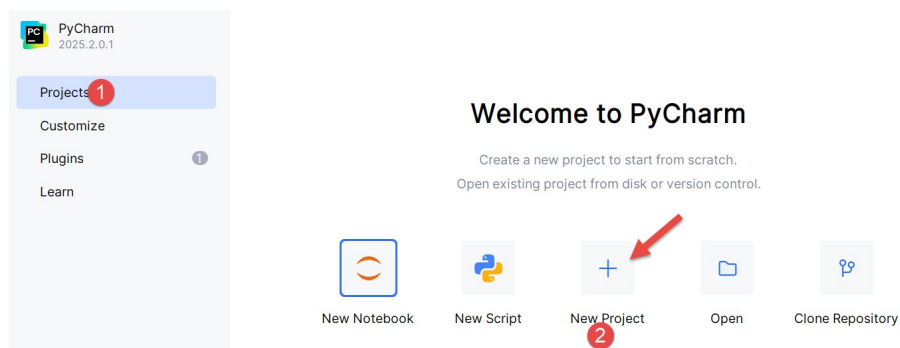 PC
PyCharm
2025.2.0.1
Projects 1
Customize
Plugins 1
Learn
Welcome to PyCharm
Create a new project to start from scratch.
Open existing project from disk or version control.
New Notebook
New Script
New Project
Open
Clone Repository
2